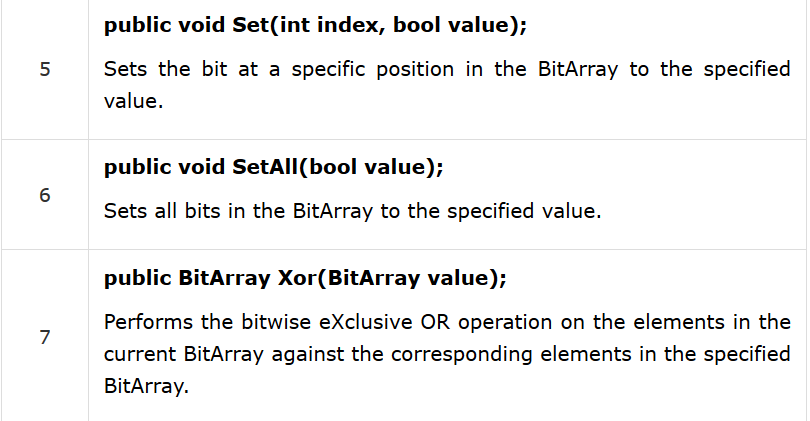 public void Set(int index, bool value);
5
Sets the bit at a specific position in the BitArray to the specified
value.
public void SetAll(bool value);
6
Sets all bits in the BitArray to the specified value.
public BitArray Xor(BitArray value);
7
Performs the bitwise eXclusive OR operation on the elements in the
current BitArray against the corresponding elements in the specified
BitArray.